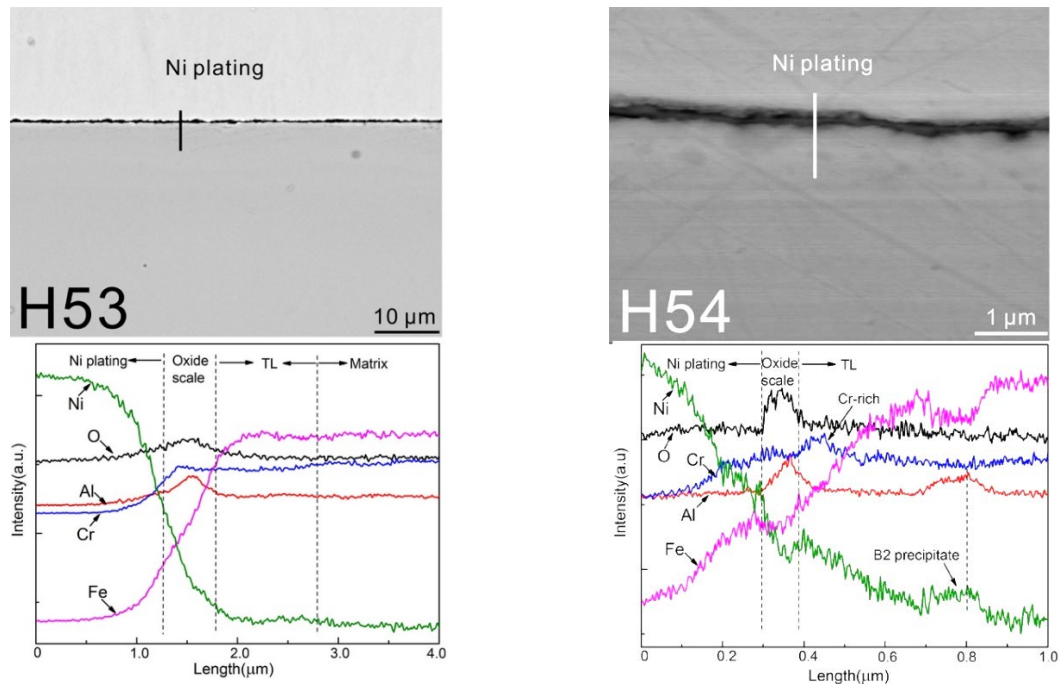 Ni plating
H53
10 μm
Ni plating
H54
1 μm
Ni plating
Oxide
scale
TL
Matrix
Ni
O
Al
Cr
Fe
Intensity(a.u.)
0.0 1.0 2.0 3.0 4.0
Length(μm)
Ni plating
Oxide
scale
TL
Cr-rich
Ni
O
Cr
Al
Fe
B2 precipitate
Intensity(a.u)
0.0 0.2 0.4 0.6 0.8 1.0
Length(μm)